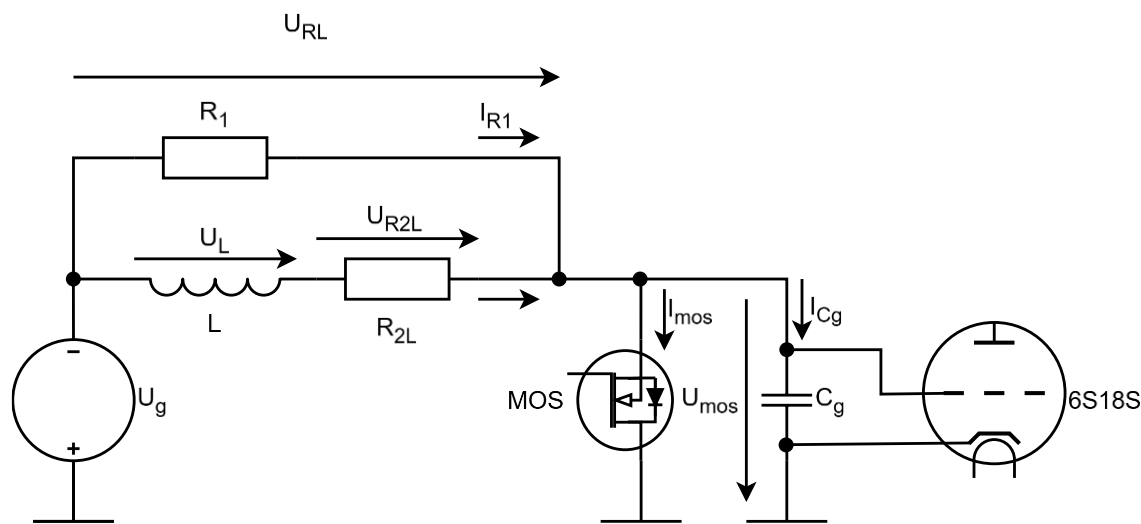 U_RL
R_1
I_R1
U_R2L
U_L
L
R_2L
I_mos
I_Cg
-
U_g
+
MOS
U_mos
C_g
6S18S